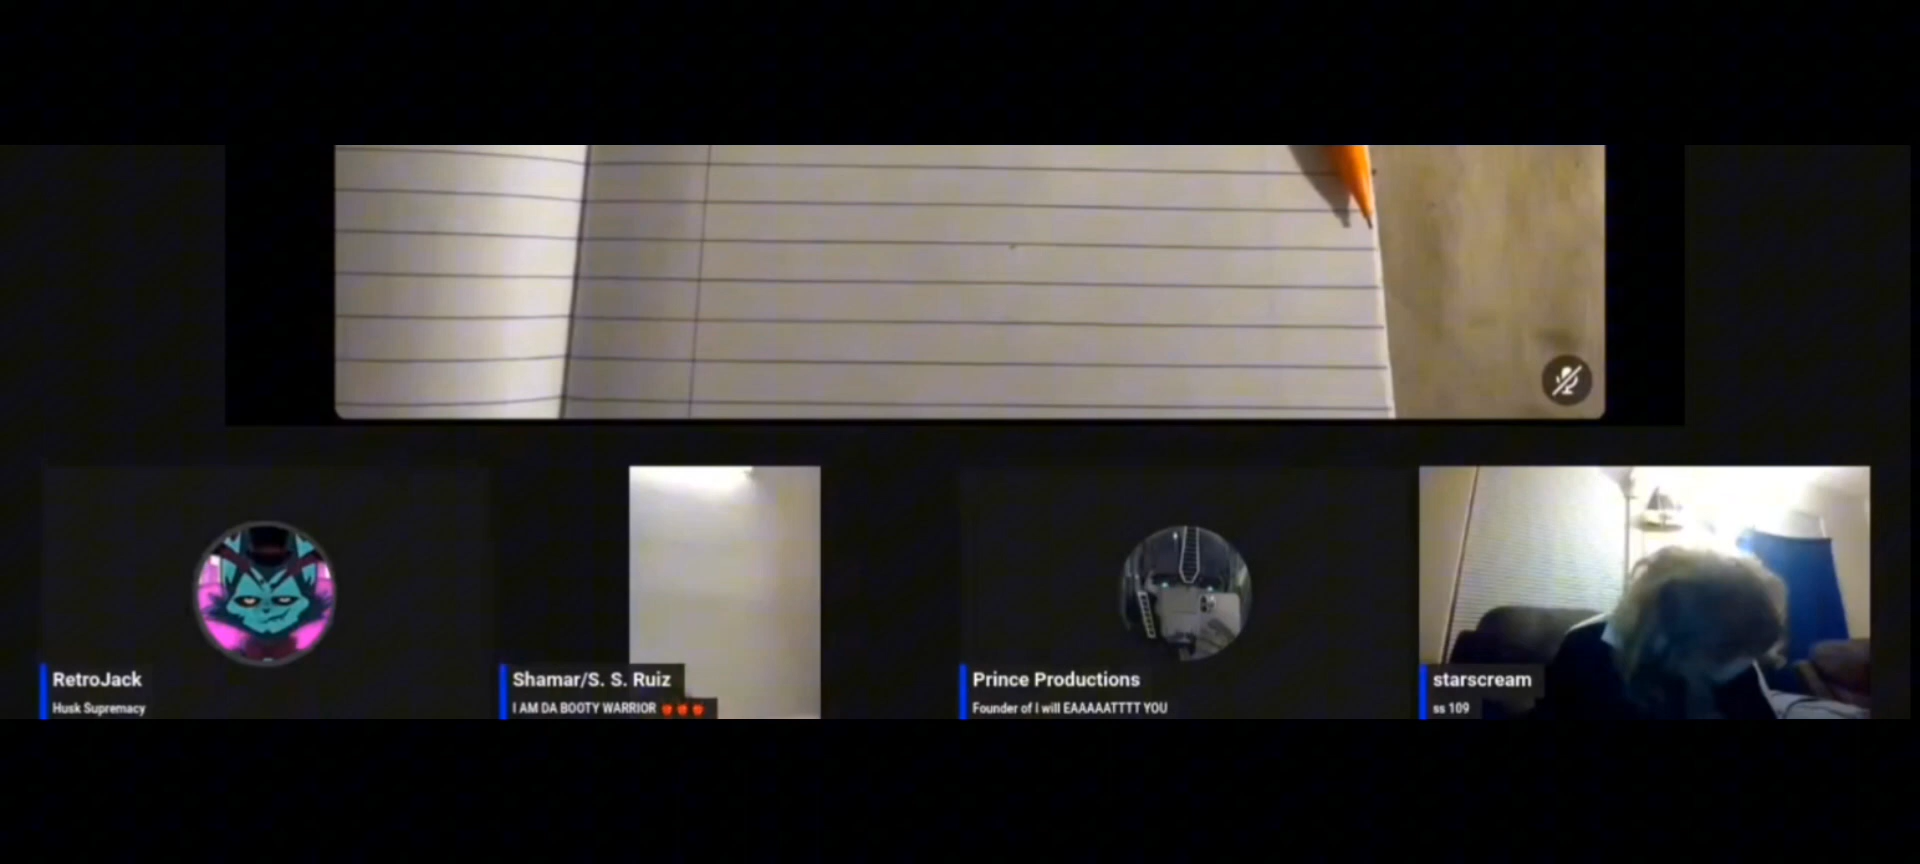 RetroJack
Husk Supremacy
Shamar/S. S. Ruiz
I AM DA BOOTY WARRIOR 🍎🍎🍎
Prince Productions
Founder of I will EAAAAATTTT YOU
starscream
ss 109